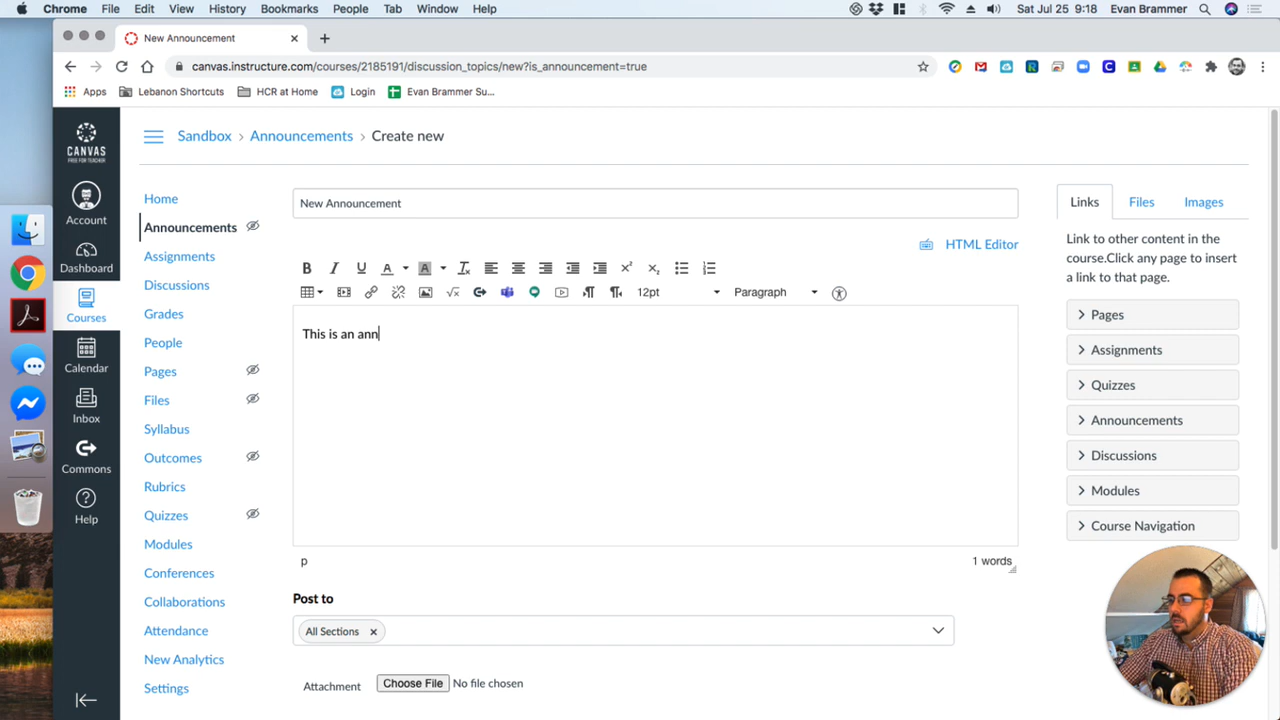 Chrome File Edit View History Bookmarks People Tab Window Help Sat Jul 25 9:18 Evan Brammer
New Announcement
canvas.instructure.com/courses/2185191/discussion_topics/new?is_announcement=true
Apps Lebanon Shortcuts HCR at Home Login Evan Brammer Su...
CANVAS
FREE FOR TEACHER
Account
Dashboard
Courses
Calendar
Inbox
Commons
Help
Sandbox > Announcements > Create new
Home
Announcements
Assignments
Discussions
Grades
People
Pages
Files
Syllabus
Outcomes
Rubrics
Quizzes
Modules
Conferences
Collaborations
Attendance
New Analytics
Settings
New Announcement
HTML Editor
12pt Paragraph
This is an ann
p 1 words
Post to
All Sections
Attachment Choose File No file chosen
Links Files Images
Link to other content in the
course.Click any page to insert
a link to that page.
Pages
Assignments
Quizzes
Announcements
Discussions
Modules
Course Navigation